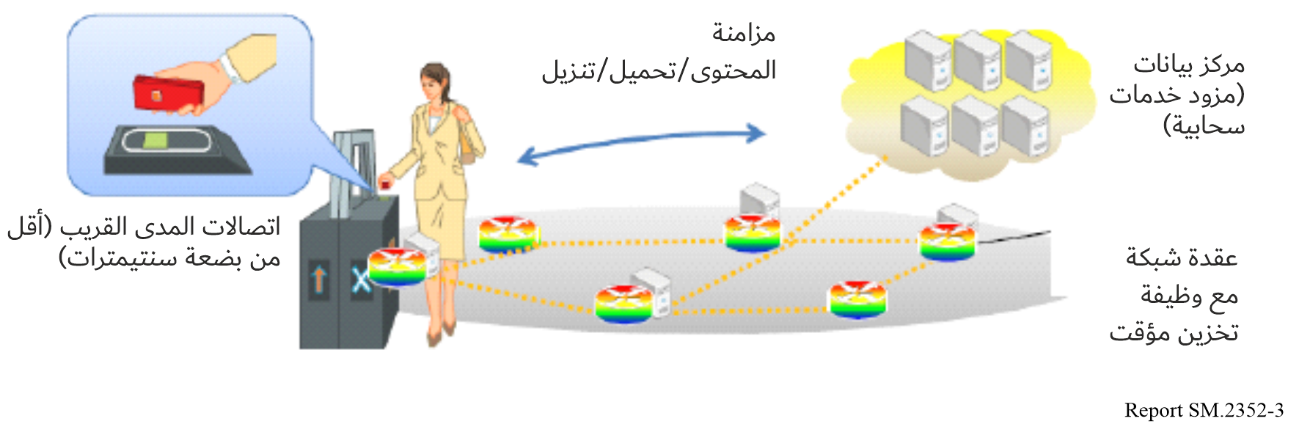 مزامنة
المحتوى/تحميل/تنزيل
مركز بيانات
(مزود خدمات
سحابية)
اتصالات المدى القريب (أقل
من بضعة سنتيمترات)
عقدة شبكة
مع وظيفة
تخزين مؤقت
Report SM.2352-3